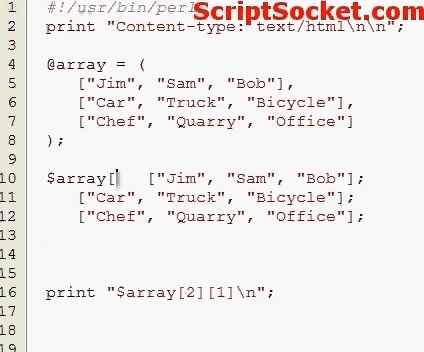 1 #!/usr/bin/perl
ScriptSocket.com
2 print "Content-type: text/html\n\n";
3
4 @array = (
5 ["Jim", "Sam", "Bob"],
6 ["Car", "Truck", "Bicycle"],
7 ["Chef", "Quarry", "Office"]
8 );
9
10 $array[ ["Jim", "Sam", "Bob"];
11 ["Car", "Truck", "Bicycle"];
12 ["Chef", "Quarry", "Office"];
13
14
15
16 print "$array[2][1]\n";
17
18
19